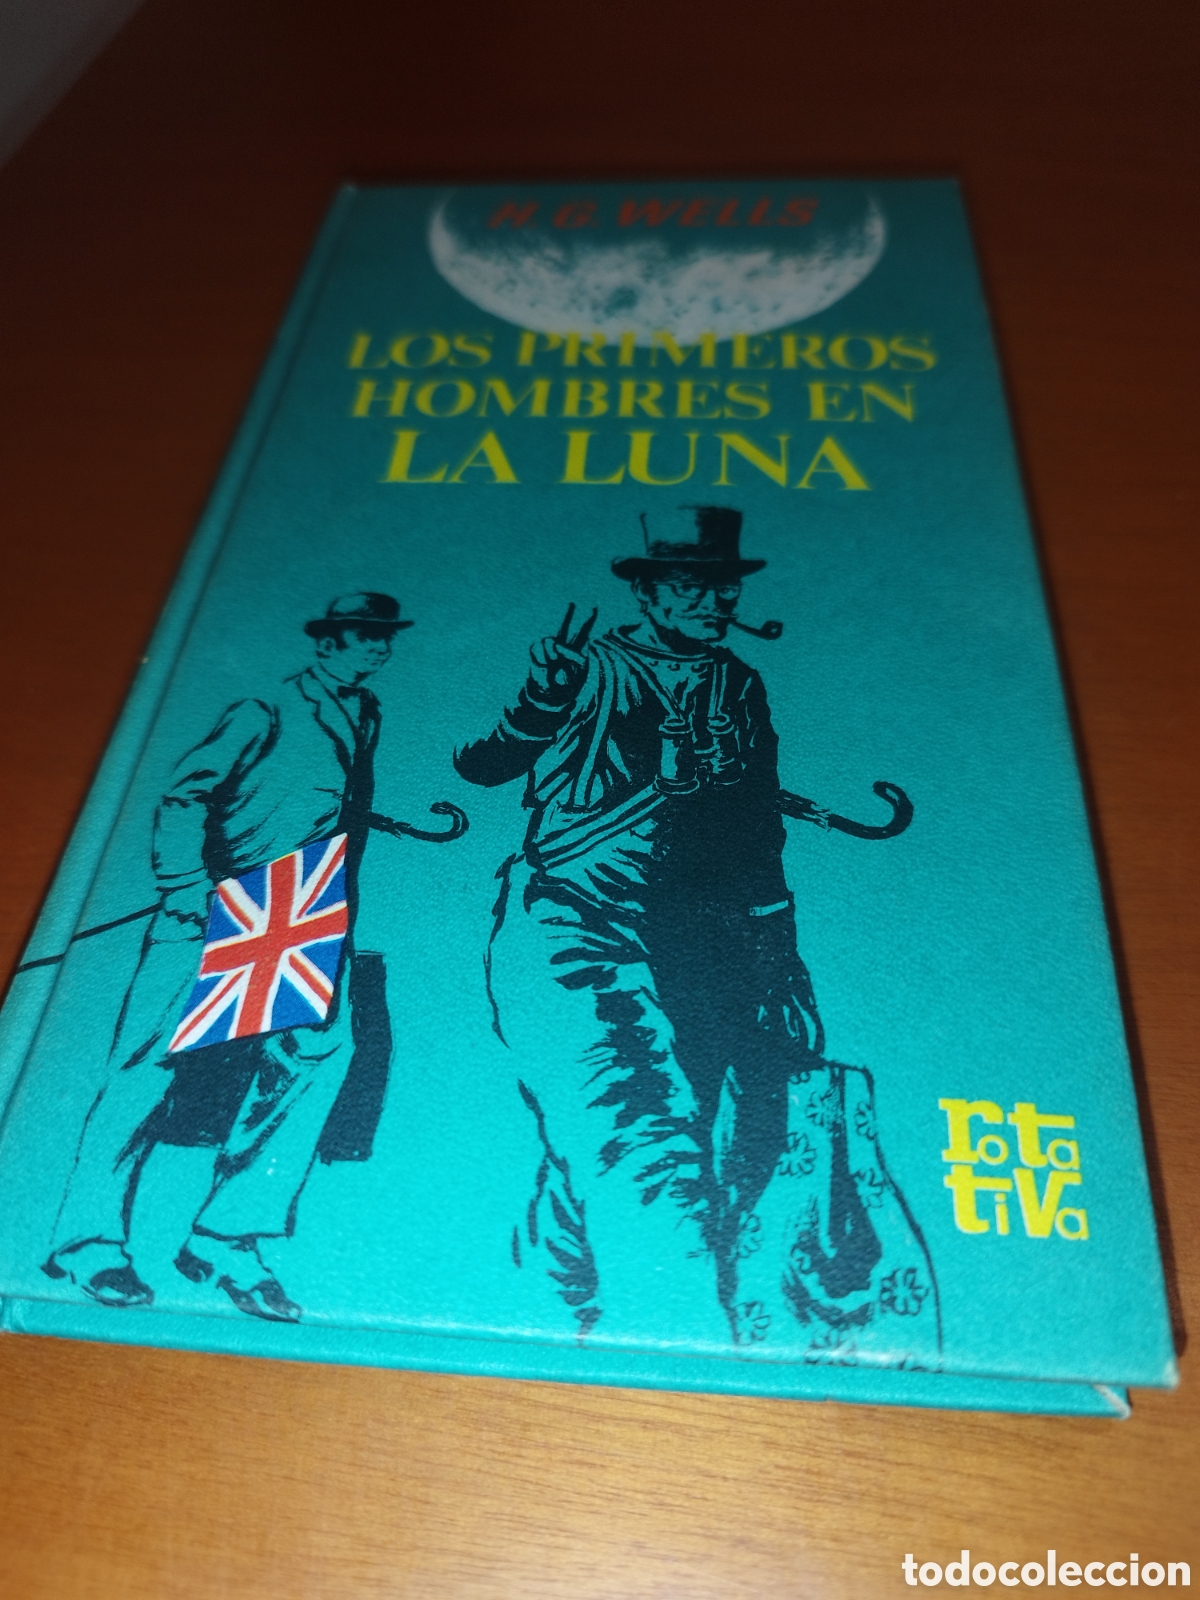 H. G. WELLS
LOS PRIMEROS
HOMBRES EN
LA LUNA
rota
tiva
todocoleccion